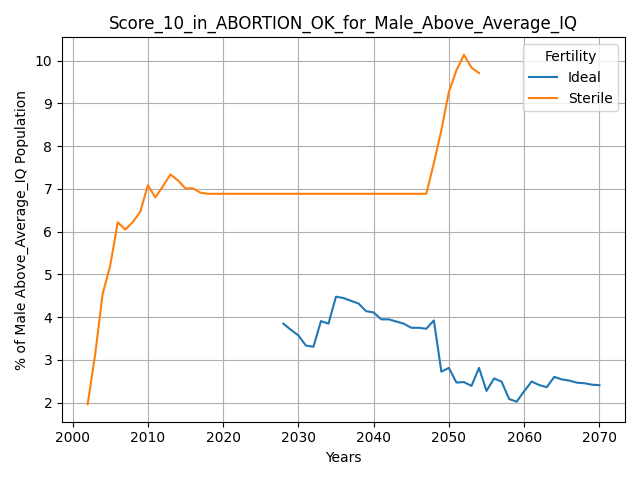 Score_10_in_ABORTION_OK_for_Male_Above_Average_IQ
Fertility
Ideal
Sterile
% of Male Above_Average_IQ Population
10
9
8
7
6
5
4
3
2
2000 2010 2020 2030 2040 2050 2060 2070
Years